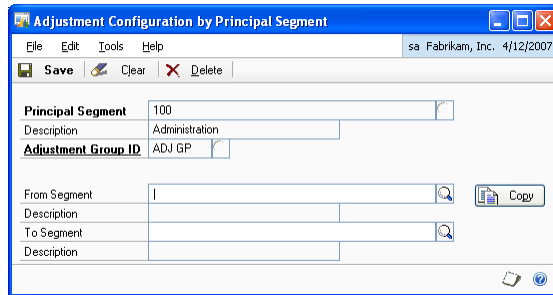 Adjustment Configuration by Principal Segment
File Edit Tools Help sa Fabrikam, Inc. 4/12/2007
Save Clear Delete
Principal Segment 100
Description Administration
Adjustment Group ID ADJ GP
From Segment Copy
Description
To Segment
Description